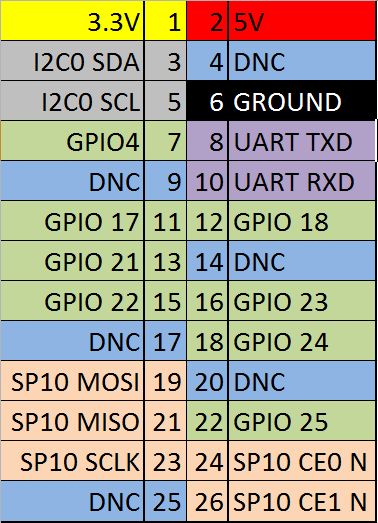 3.3V 1 2 5V
I2C0 SDA 3 4 DNC
I2C0 SCL 5 6 GROUND
GPIO4 7 8 UART TXD
DNC 9 10 UART RXD
GPIO 17 11 12 GPIO 18
GPIO 21 13 14 DNC
GPIO 22 15 16 GPIO 23
DNC 17 18 GPIO 24
SP10 MOSI 19 20 DNC
SP10 MISO 21 22 GPIO 25
SP10 SCLK 23 24 SP10 CE0 N
DNC 25 26 SP10 CE1 N